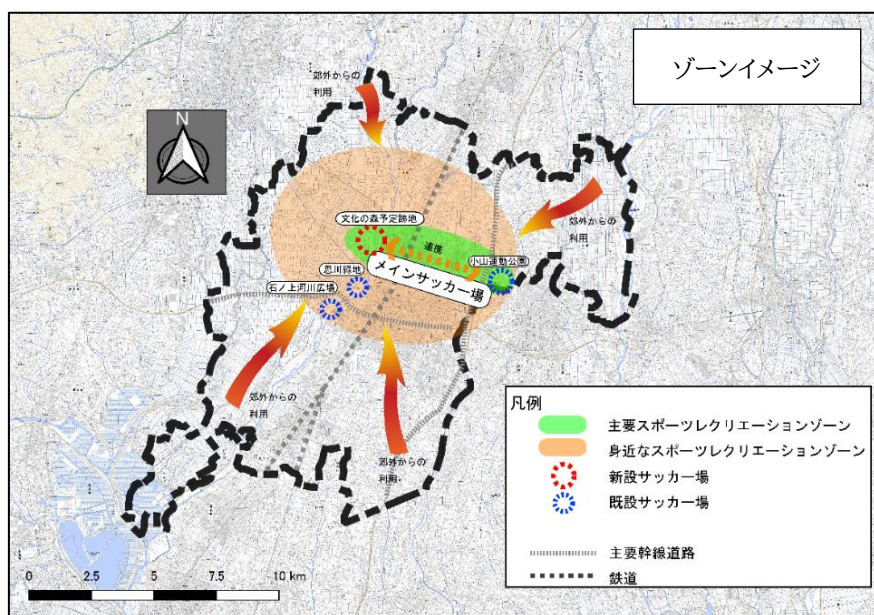 ゾーンイメージ
郊外からの
利用
N
文化の森予定跡地
郊外からの
利用
連携
小山運動公園
思川緑地
メインサッカー場
石ノ上河川広場
郊外からの
利用
郊外からの
利用
凡例
主要スポーツレクリエーションゾーン
身近なスポーツレクリエーションゾーン
新設サッカー場
既設サッカー場
主要幹線道路
鉄道
0 2.5 5 7.5 10 km